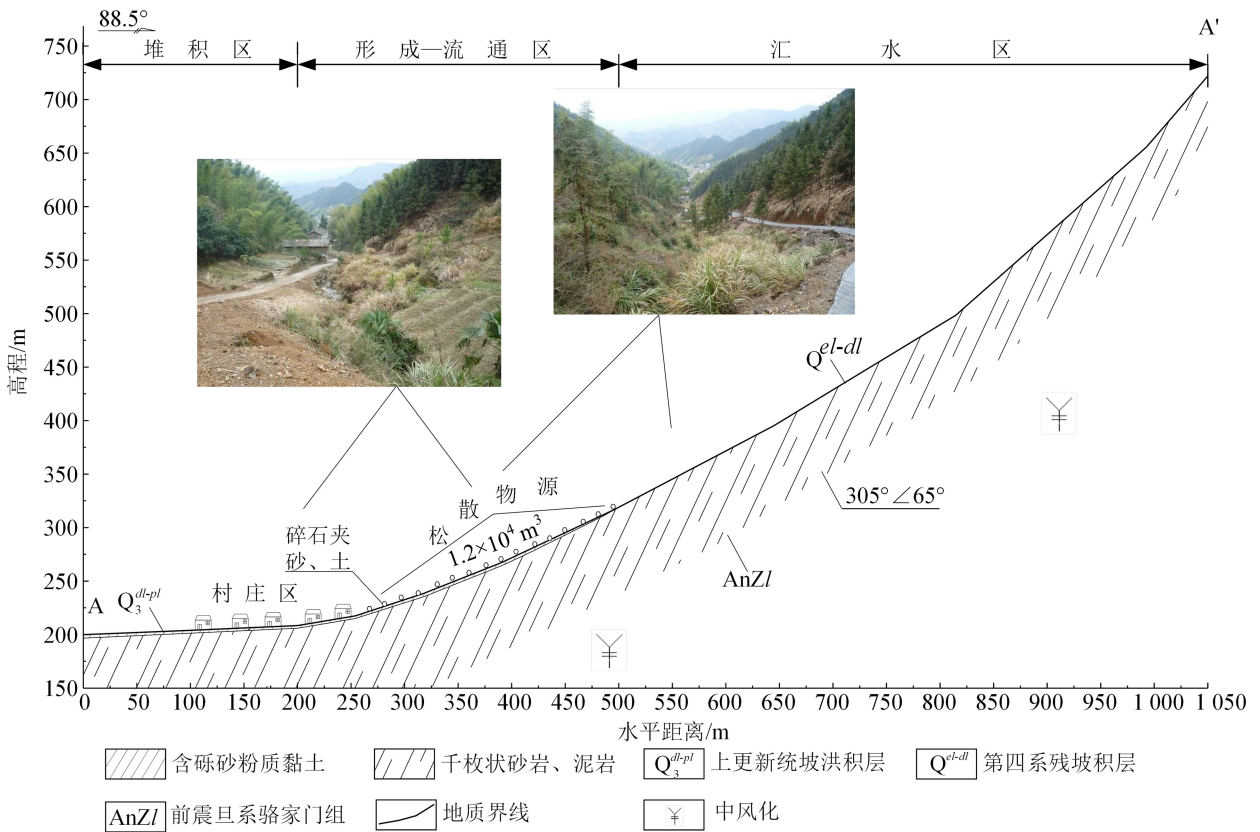 88.5°
A'
堆积区
形成—流通区
汇水区
高程/m
750
700
650
600
550
500
450
400
350
300
250
200
150
Q^{el-dl}
305°∠65°
AnZl
松散物源
1.2×10⁴ m³
碎石夹
砂、土
村庄区
A
Q₃^{dl-pl}
0 50 100 150 200 250 300 350 400 450 500 550 600 650 700 750 800 850 900 950 1 000 1 050
水平距离/m
含砾砂粉质黏土
千枚状砂岩、泥岩
Q₃^{dl-pl} 上更新统坡洪积层
Q^{el-dl} 第四系残坡积层
AnZl 前震旦系骆家门组
地质界线
中风化